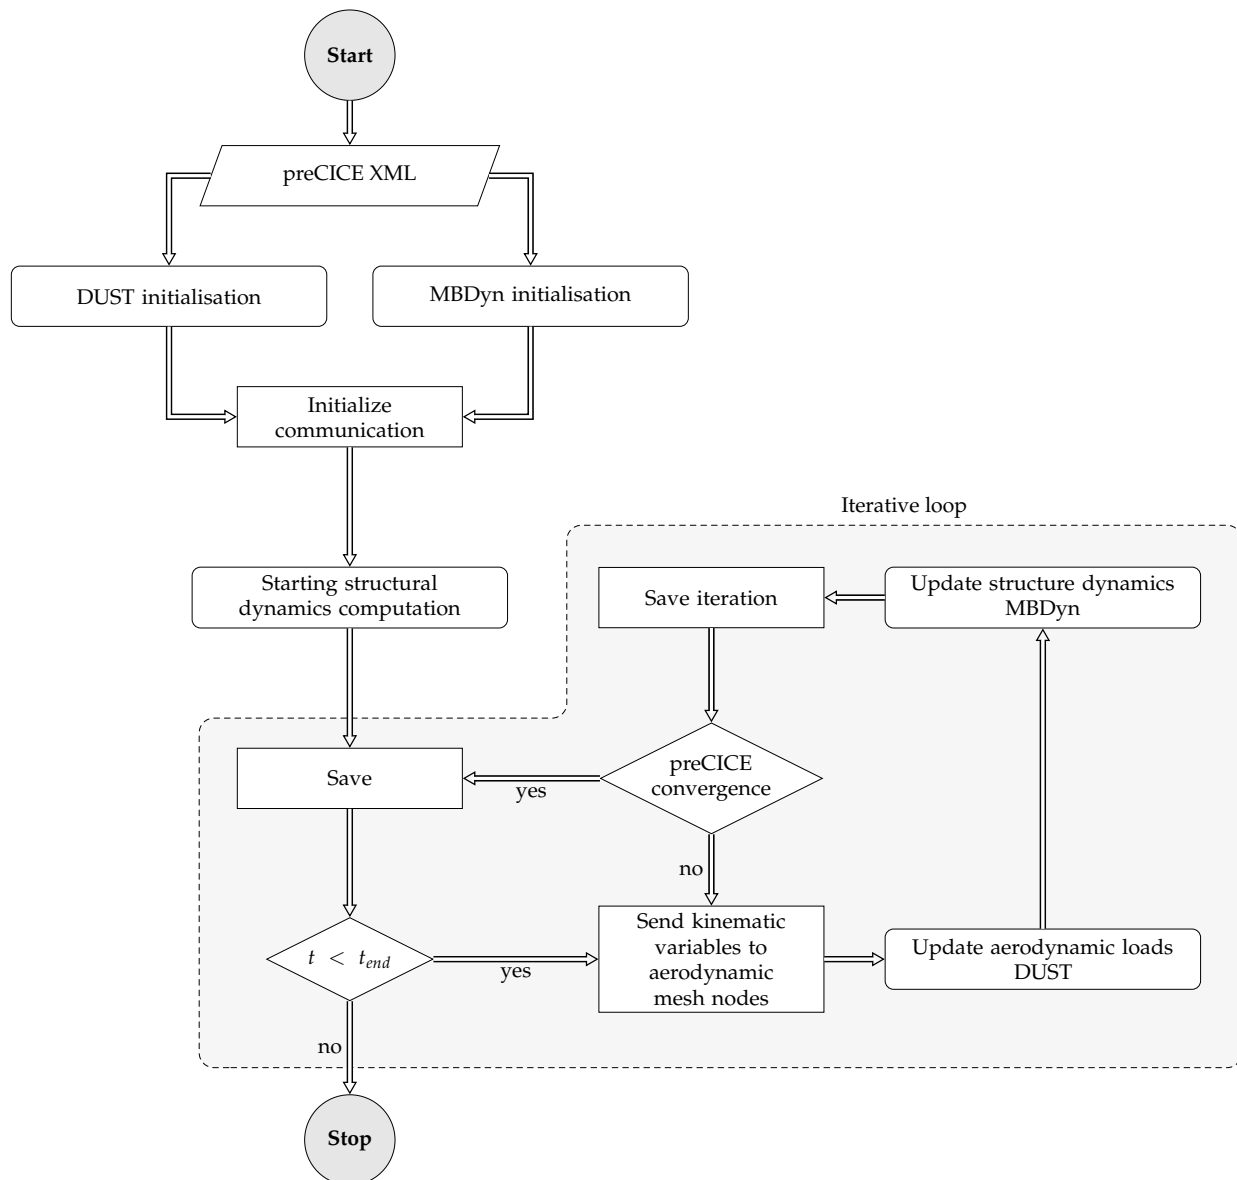 Start
preCICE XML
DUST initialisation
MBDyn initialisation
Initialize
communication
Iterative loop
Starting structural
dynamics computation
Save iteration
Update structure dynamics
MBDyn
Save
yes
preCICE
convergence
no
t < t_end
yes
Send kinematic
variables to
aerodynamic
mesh nodes
Update aerodynamic loads
DUST
no
Stop